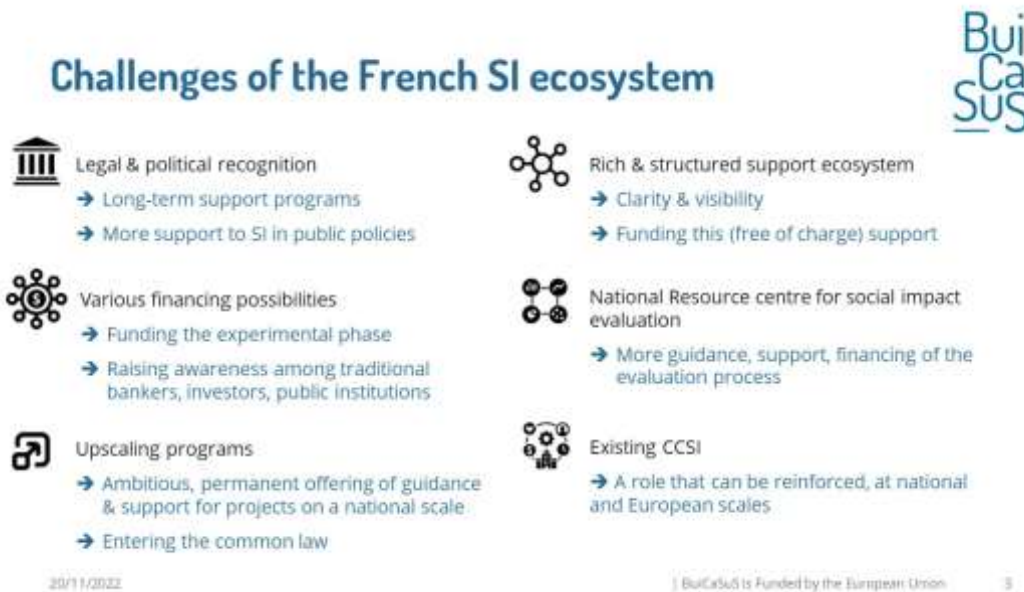 Challenges of the French SI ecosystem
Bui
Ca
SuS
Legal & political recognition
→ Long-term support programs
→ More support to SI in public policies
Various financing possibilities
→ Funding the experimental phase
→ Raising awareness among traditional
bankers, investors, public institutions
Upscaling programs
→ Ambitious, permanent offering of guidance
& support for projects on a national scale
→ Entering the common law
Rich & structured support ecosystem
→ Clarity & visibility
→ Funding this (free of charge) support
National Resource centre for social impact
evaluation
→ More guidance, support, financing of the
evaluation process
Existing CCSI
→ A role that can be reinforced, at national
and European scales
20/11/2022
| BuiCaSuS is Funded by the European Union
3